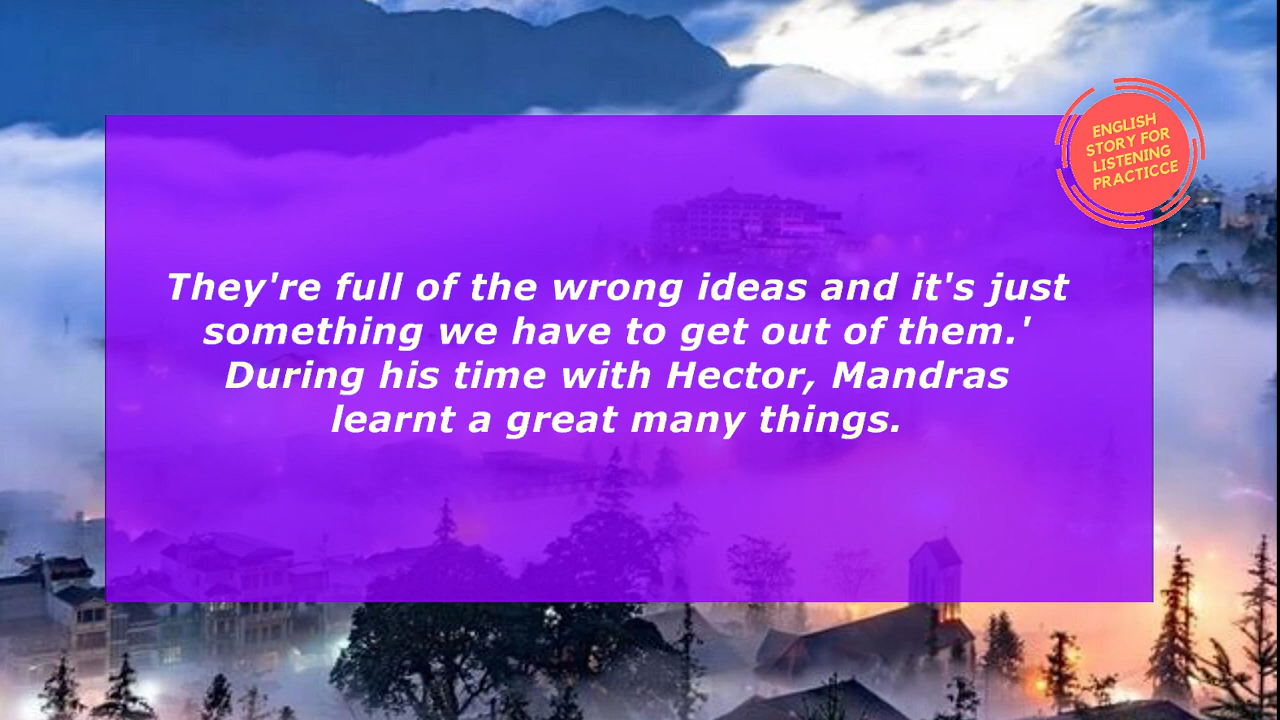 ENGLISH
STORY FOR
LISTENING
PRACTICCE
They're full of the wrong ideas and it's just
something we have to get out of them.'
During his time with Hector, Mandras
learnt a great many things.